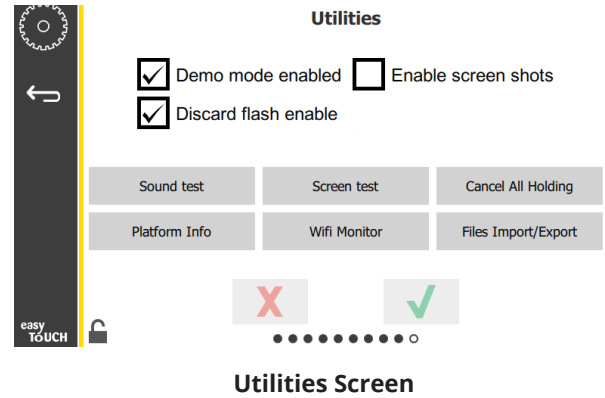 Utilities
Demo mode enabled Enable screen shots
Discard flash enable
Sound test Screen test Cancel All Holding
Platform Info Wifi Monitor Files Import/Export
X
easy
TOUCH
Utilities Screen